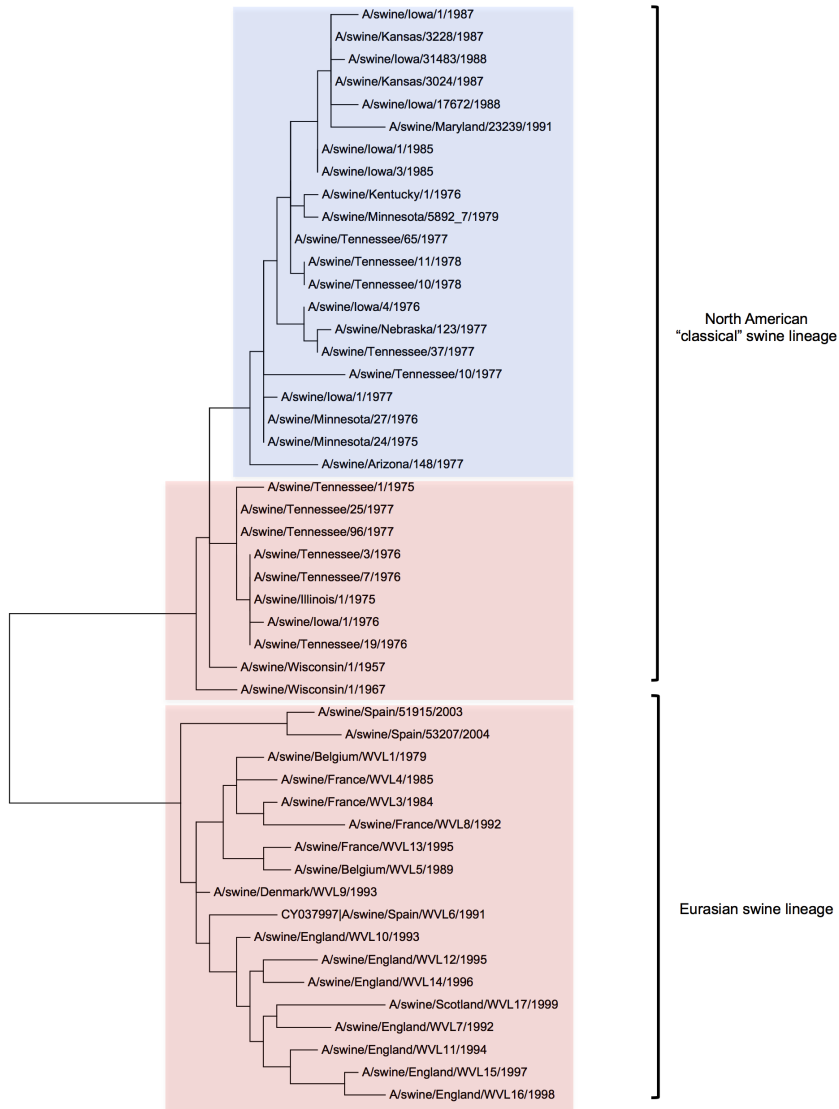 A/swine/Iowa/1/1987
A/swine/Kansas/3228/1987
A/swine/Iowa/31483/1988
A/swine/Kansas/3024/1987
A/swine/Iowa/17672/1988
A/swine/Maryland/23239/1991
A/swine/Iowa/1/1985
A/swine/Iowa/3/1985
A/swine/Kentucky/1/1976
A/swine/Minnesota/5892_7/1979
A/swine/Tennessee/65/1977
A/swine/Tennessee/11/1978
A/swine/Tennessee/10/1978
A/swine/Iowa/4/1976
A/swine/Nebraska/123/1977
A/swine/Tennessee/37/1977
A/swine/Tennessee/10/1977
A/swine/Iowa/1/1977
A/swine/Minnesota/27/1976
A/swine/Minnesota/24/1975
A/swine/Arizona/148/1977
A/swine/Tennessee/1/1975
A/swine/Tennessee/25/1977
A/swine/Tennessee/96/1977
A/swine/Tennessee/3/1976
A/swine/Tennessee/7/1976
A/swine/Illinois/1/1975
A/swine/Iowa/1/1976
A/swine/Tennessee/19/1976
A/swine/Wisconsin/1/1957
A/swine/Wisconsin/1/1967
North American
“classical” swine lineage
A/swine/Spain/51915/2003
A/swine/Spain/53207/2004
A/swine/Belgium/WVL1/1979
A/swine/France/WVL4/1985
A/swine/France/WVL3/1984
A/swine/France/WVL8/1992
A/swine/France/WVL13/1995
A/swine/Belgium/WVL5/1989
A/swine/Denmark/WVL9/1993
CY037997|A/swine/Spain/WVL6/1991
A/swine/England/WVL10/1993
A/swine/England/WVL12/1995
A/swine/England/WVL14/1996
A/swine/Scotland/WVL17/1999
A/swine/England/WVL7/1992
A/swine/England/WVL11/1994
A/swine/England/WVL15/1997
A/swine/England/WVL16/1998
Eurasian swine lineage